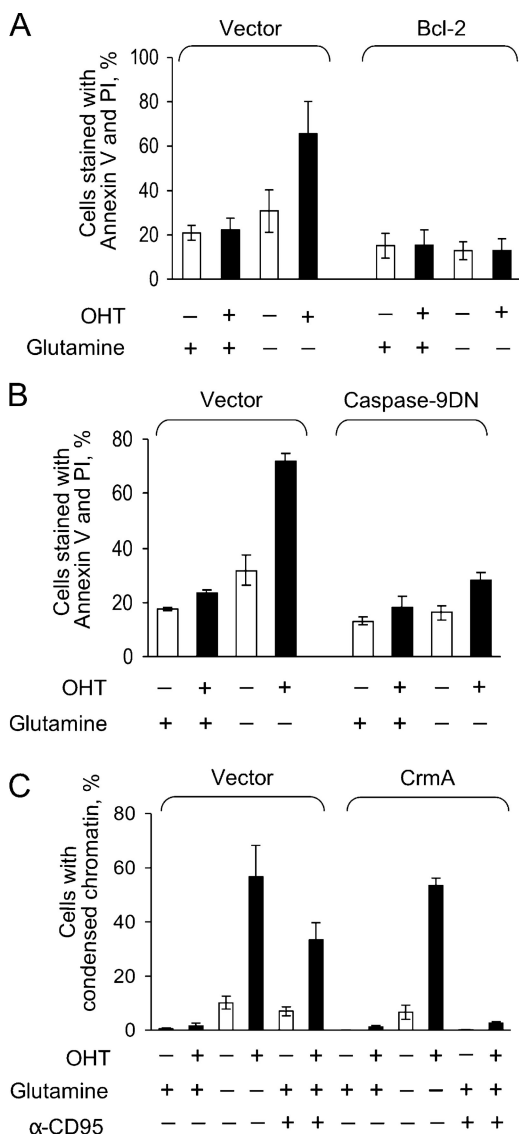 A
Vector Bcl-2
Cells stained with
Annexin V and PI, %
100
80
60
40
20
0
OHT – + – + – + – +
Glutamine + + – – + + – –
B
Vector Caspase-9DN
Cells stained with
Annexin V and PI, %
80
60
40
20
0
OHT – + – + – + – +
Glutamine + + – – + + – –
C
Vector CrmA
Cells with
condensed chromatin, %
80
60
40
20
0
OHT – + – + – + – + – + – +
Glutamine + + – – + + + + – – + +
α-CD95 – – – – + + – – – – + +